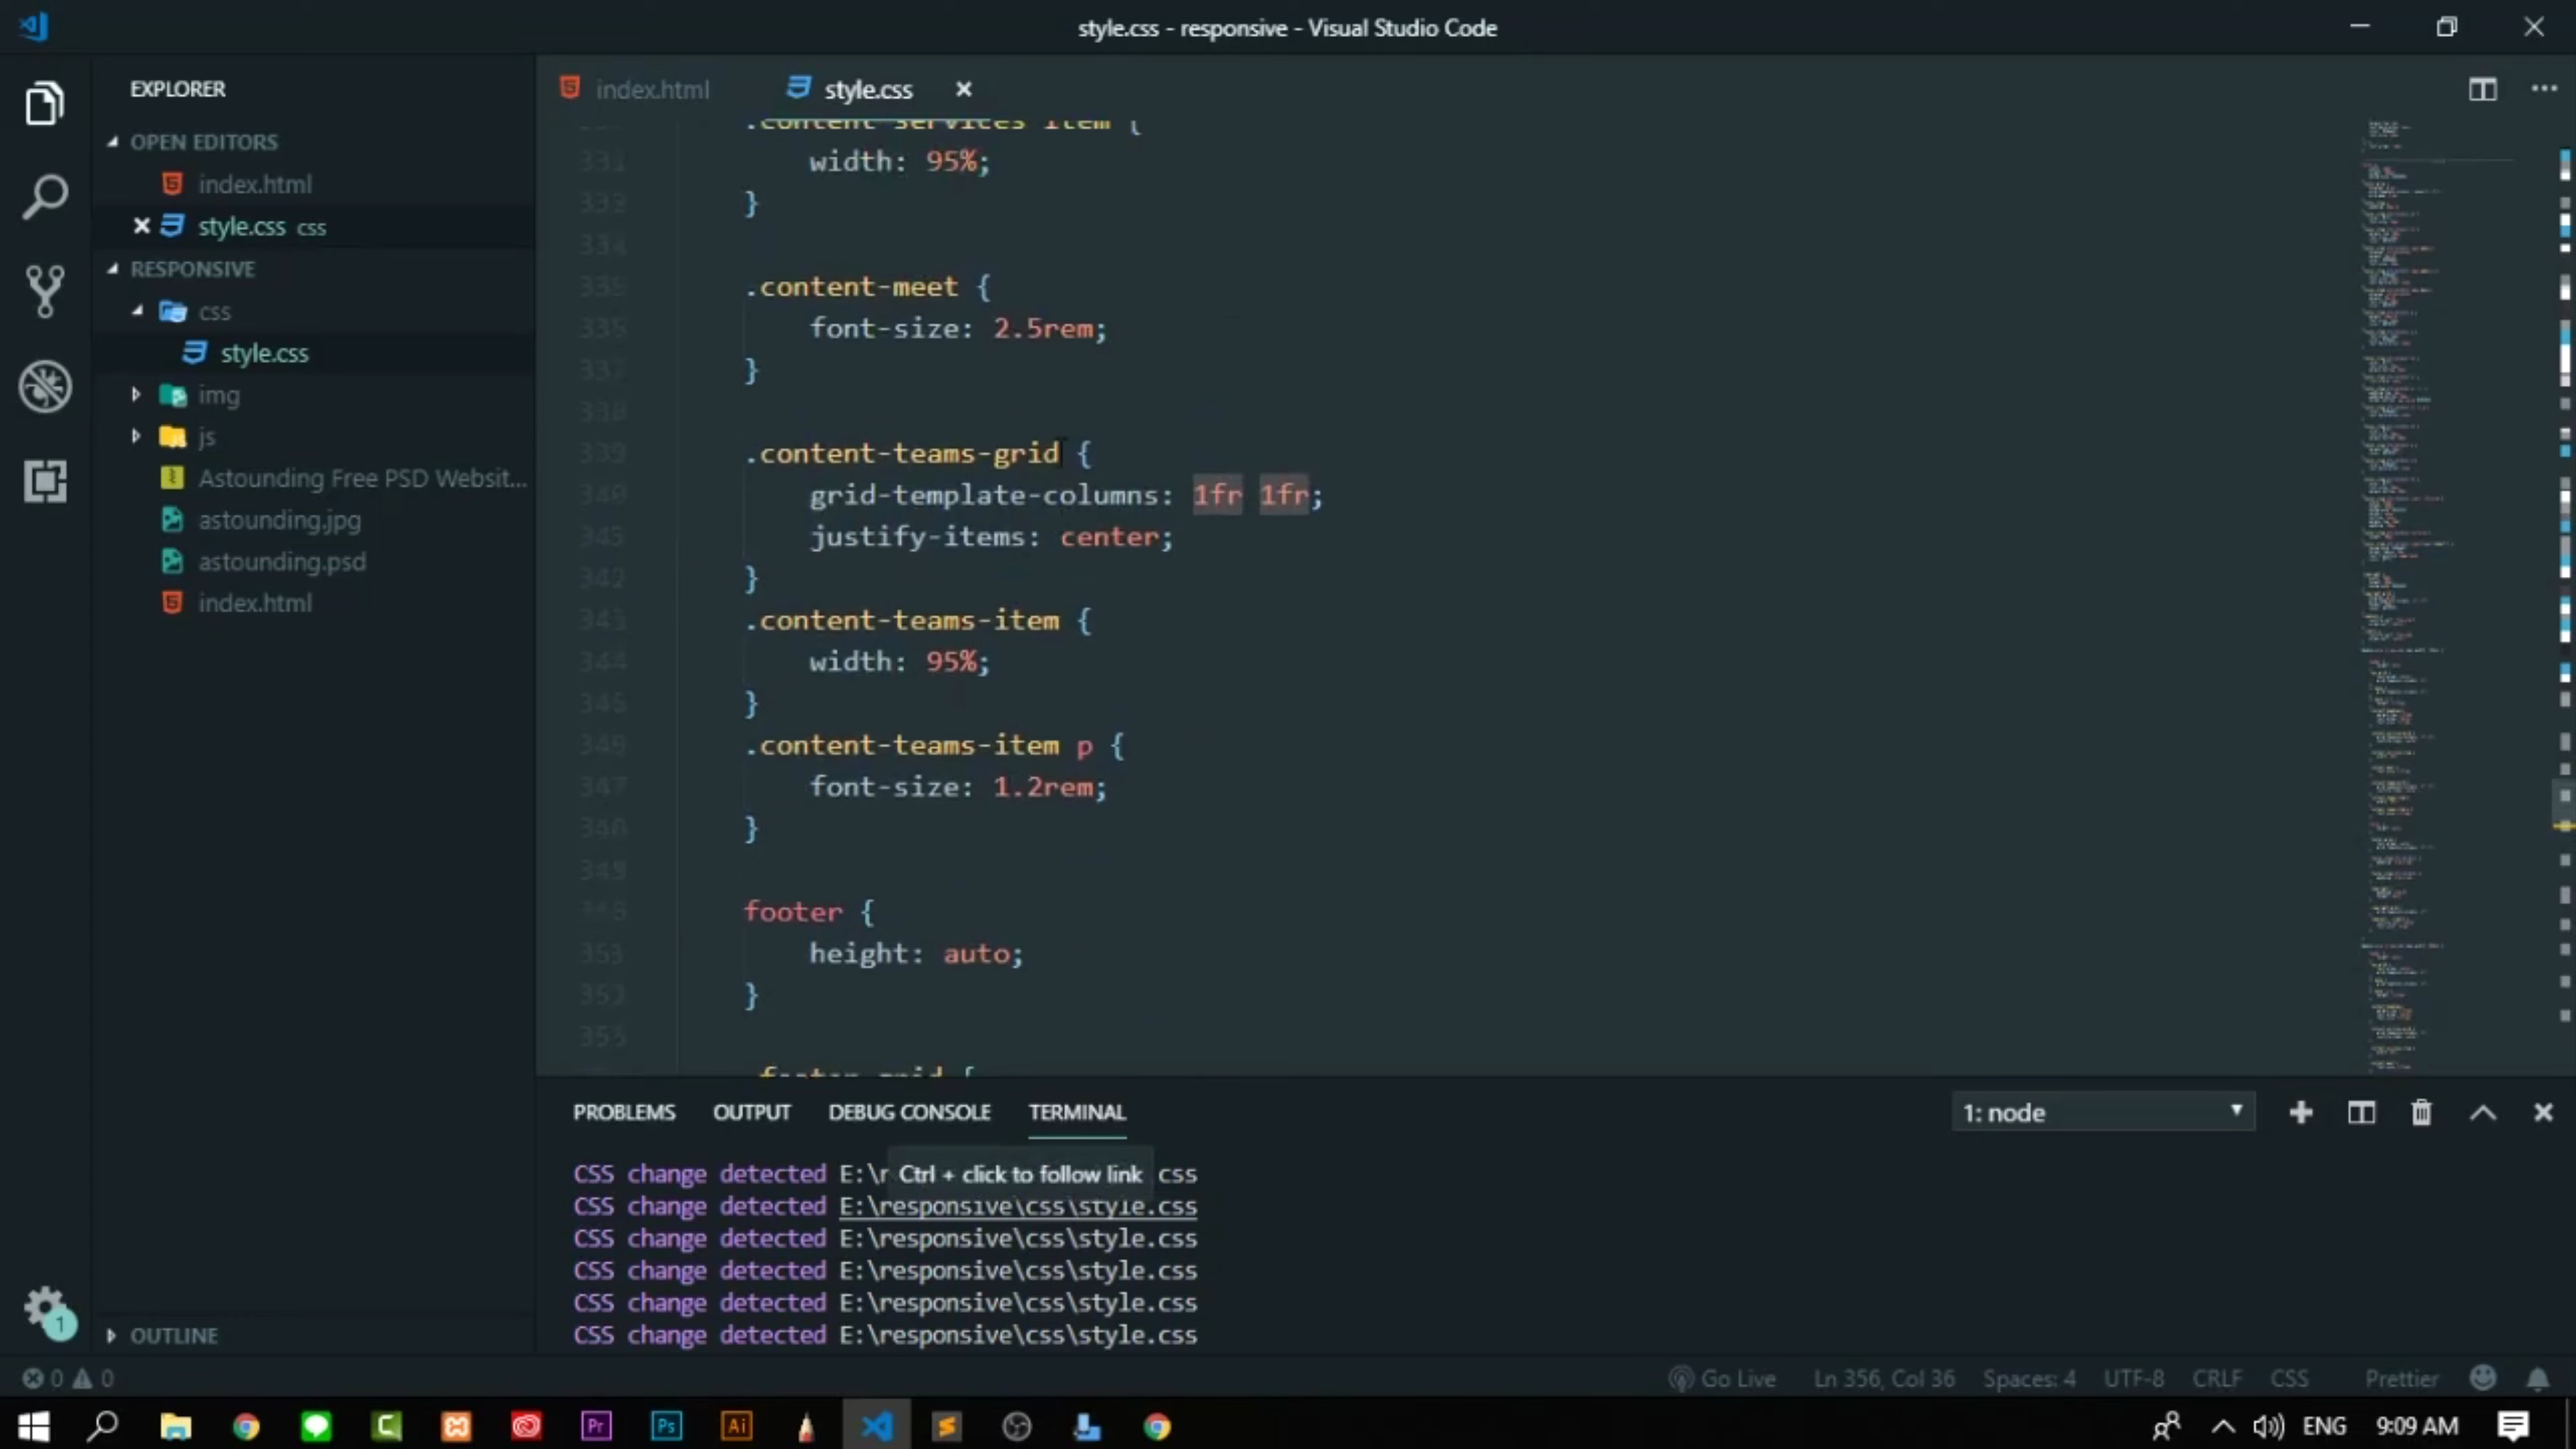 style.css - responsive - Visual Studio Code
EXPLORER
OPEN EDITORS
index.html
style.css css
RESPONSIVE
css
style.css
img
js
Astounding Free PSD Websit...
astounding.jpg
astounding.psd
index.html
OUTLINE
index.html
style.css
.content-services-item {
width: 95%;
}
.content-meet {
font-size: 2.5rem;
}
.content-teams-grid {
grid-template-columns: 1fr 1fr;
justify-items: center;
}
.content-teams-item {
width: 95%;
}
.content-teams-item p {
font-size: 1.2rem;
}
footer {
height: auto;
}
.footer-grid {
PROBLEMS OUTPUT DEBUG CONSOLE TERMINAL
1: node
CSS change detected E:\r css
Ctrl + click to follow link
CSS change detected E:\responsive\css\style.css
CSS change detected E:\responsive\css\style.css
CSS change detected E:\responsive\css\style.css
CSS change detected E:\responsive\css\style.css
CSS change detected E:\responsive\css\style.css
0 0
Go Live Ln 356, Col 36 Spaces: 4 UTF-8 CRLF CSS Prettier
1
Pr Ps Ai
ENG 9:09 AM